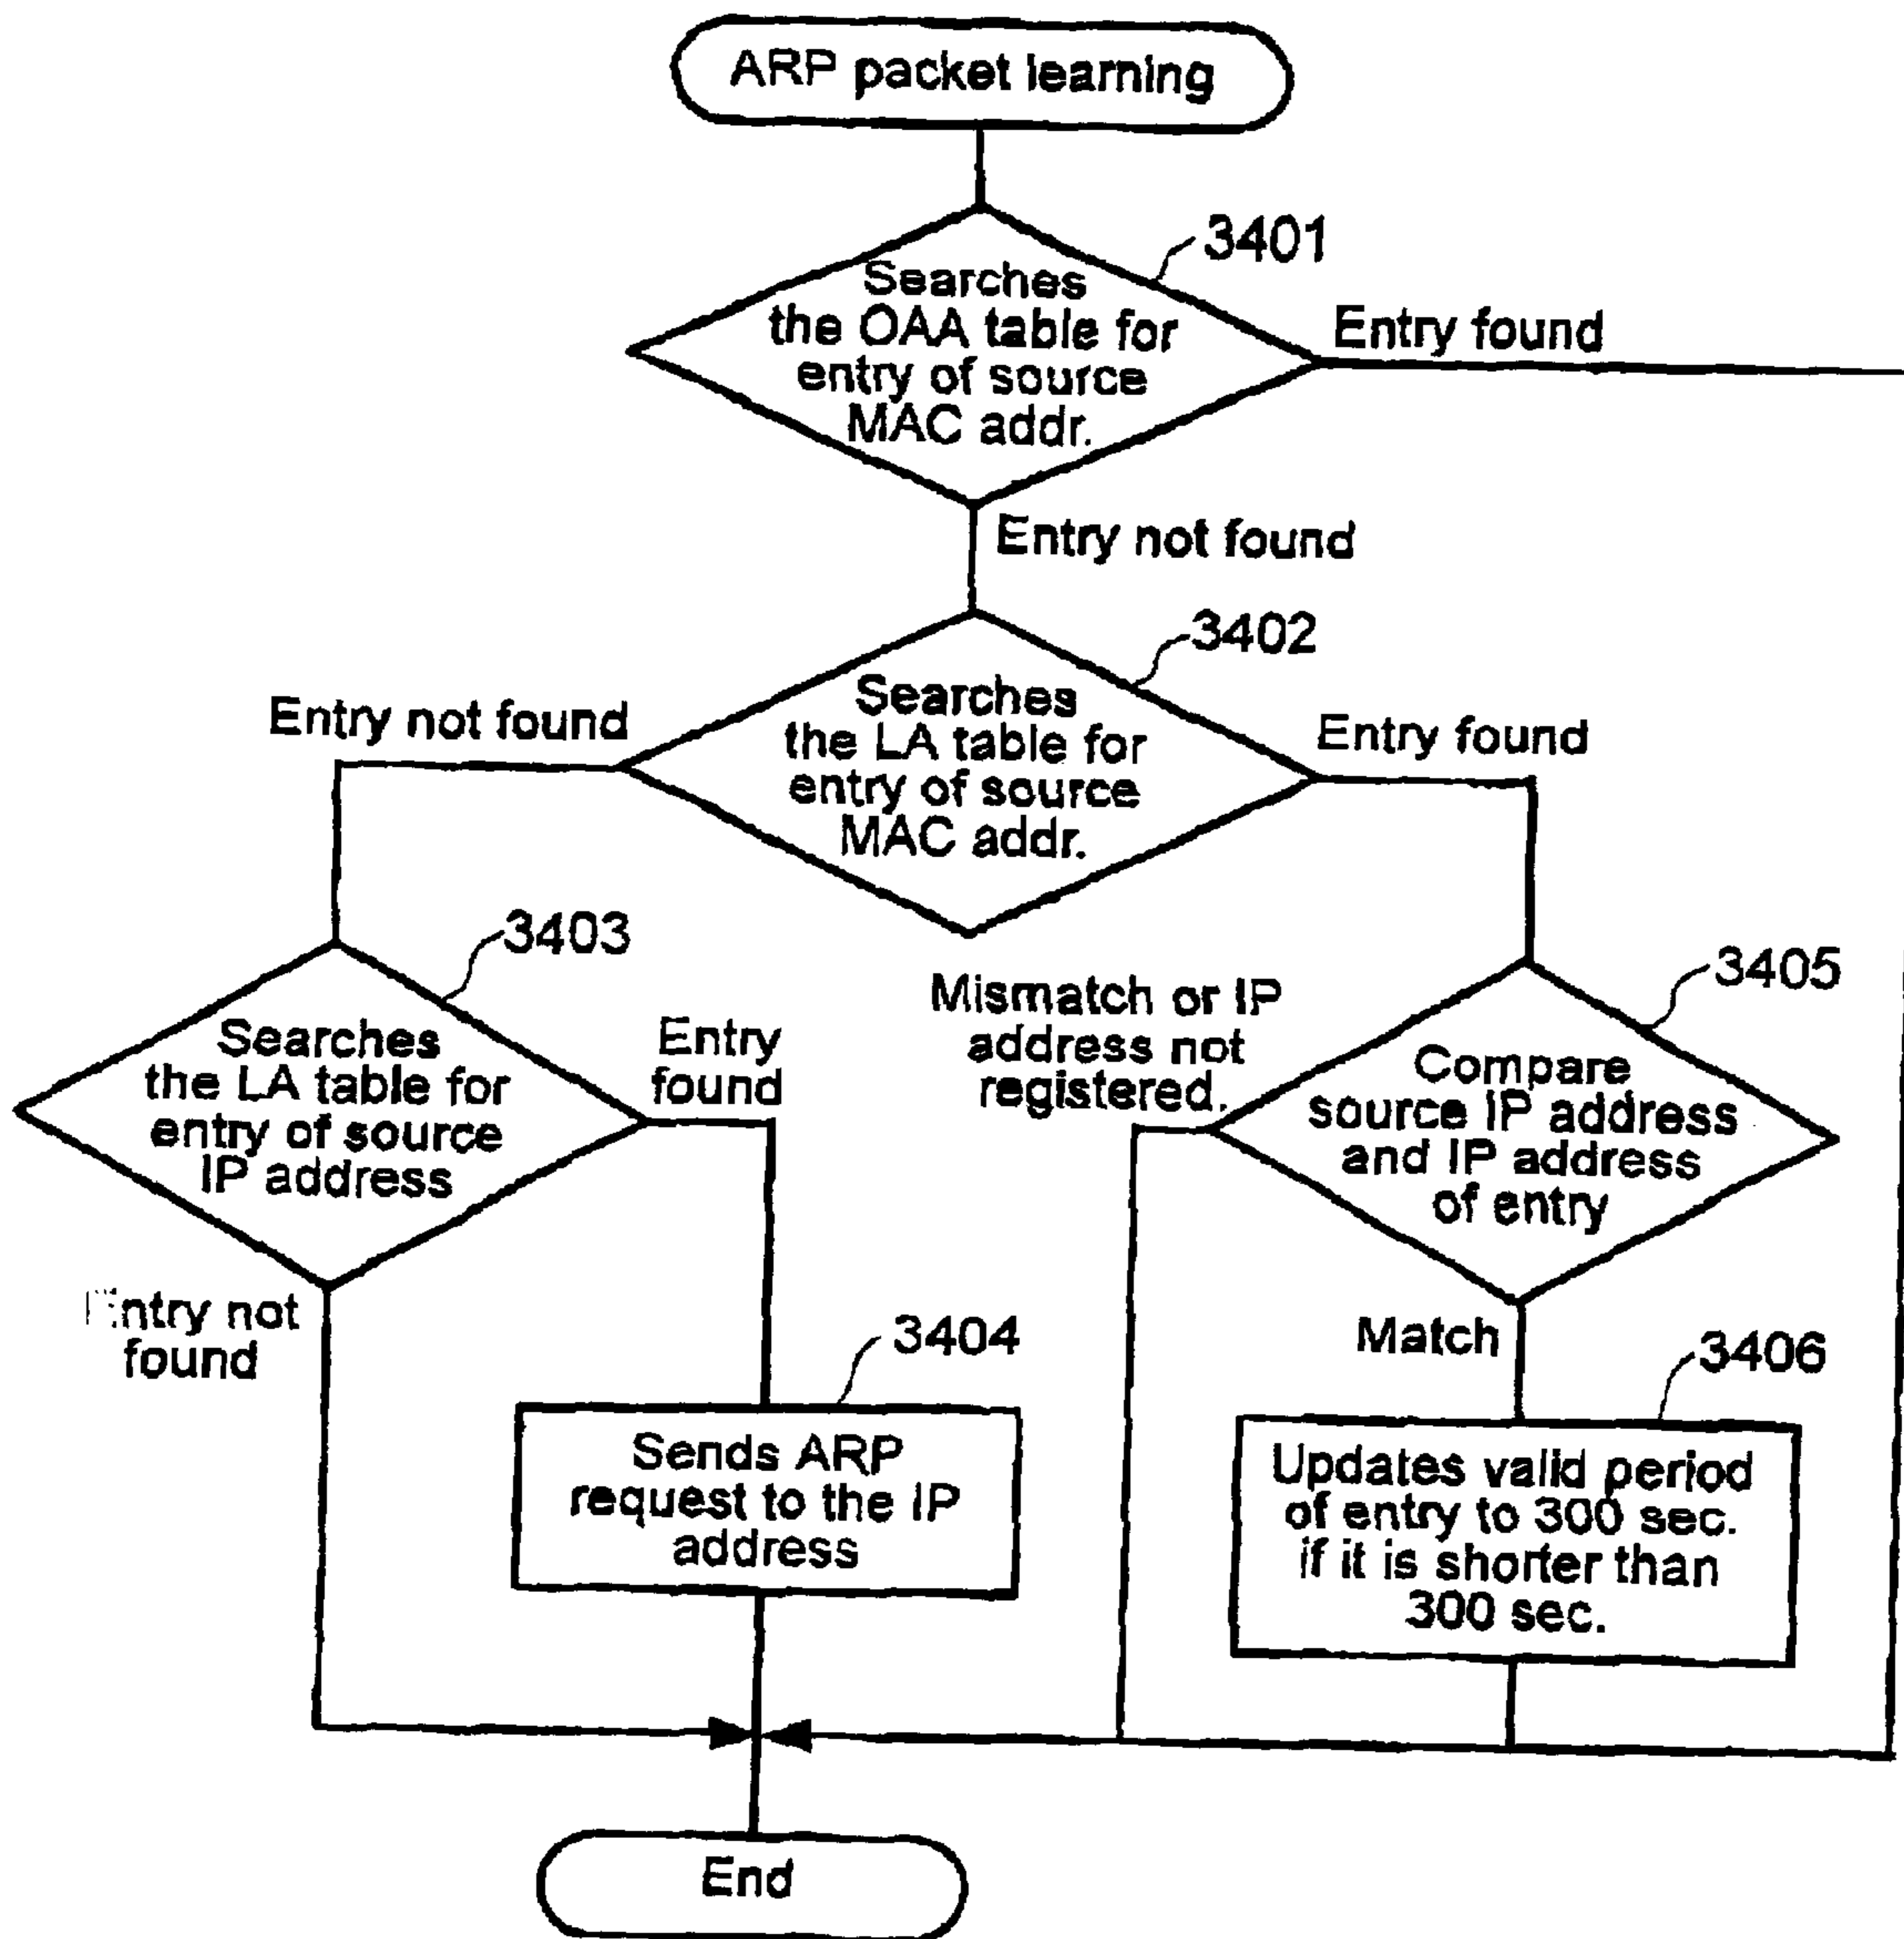 ARP packet learning
3401
Searches
the OAA table for
entry of source
MAC addr.
Entry found
Entry not found
3402
Searches
the LA table for
entry of source
MAC addr.
Entry not found
Entry found
3403
Searches
the LA table for
entry of source
IP address
Entry
found
Mismatch or IP
address not
registered.
3405
Compare
source IP address
and IP address
of entry
Entry not
found
3404
Sends ARP
request to the IP
address
Match
3406
Updates valid period
of entry to 300 sec.
if it is shorter than
300 sec.
End